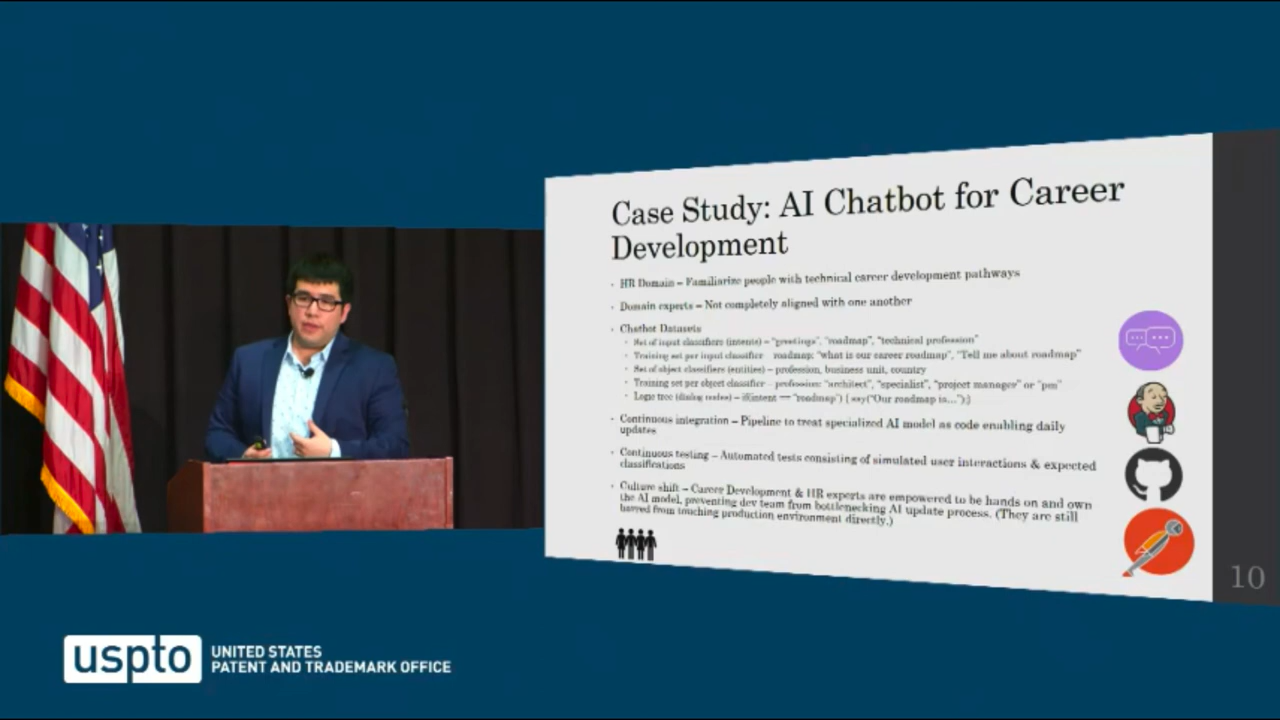 Case Study: AI Chatbot for Career
Development
HR Domain – Familiarize people with technical career development pathways
Domain experts – Not completely aligned with one another
Chatbot Datasets
Set of input classifiers (intents) – "greetings", "roadmap", "technical profession"
Training set per input classifier – roadmap: "what is our career roadmap", "Tell me about roadmap"
Set of object classifiers (entities) – profession, business unit, country
Training set per object classifier – profession: "architect", "specialist", "project manager" or "pm"
Logic tree (dialog nodes) – if(intent == "roadmap") { say("Our roadmap is...");}
Continuous integration – Pipeline to treat specialized AI model as code enabling daily
updates
Continuous testing – Automated tests consisting of simulated user interactions & expected
classifications
Culture shift – Career Development & HR experts are empowered to be hands on and own
the AI model, preventing dev team from bottlenecking AI update process. (They are still
barred from touching production environment directly.)
10
uspto
UNITED STATES
PATENT AND TRADEMARK OFFICE